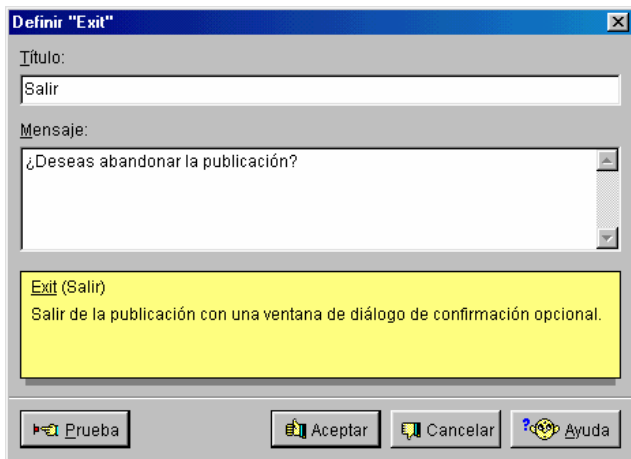 Definir "Exit"
Título:
Salir
Mensaje:
¿Deseas abandonar la publicación?
Exit (Salir)
Salir de la publicación con una ventana de diálogo de confirmación opcional.
Prueba Aceptar Cancelar Ayuda